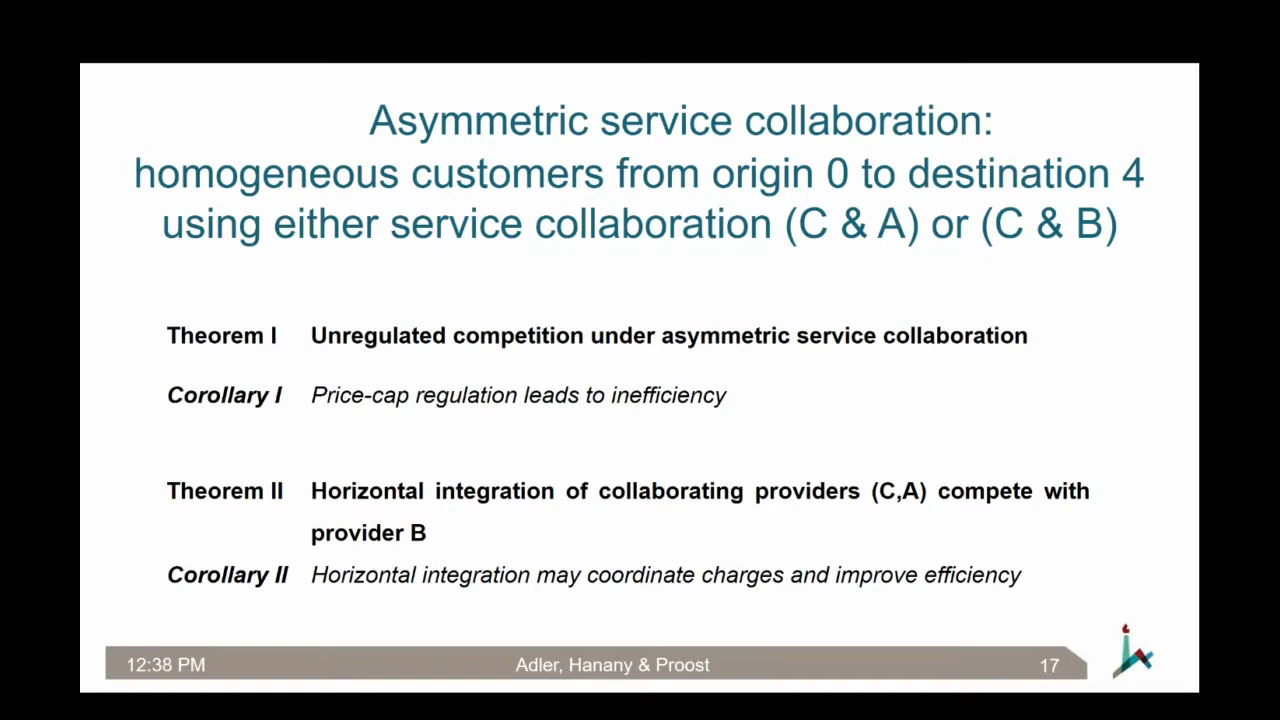 Asymmetric service collaboration:
homogeneous customers from origin 0 to destination 4
using either service collaboration (C & A) or (C & B)
Theorem I Unregulated competition under asymmetric service collaboration
Corollary I Price-cap regulation leads to inefficiency
Theorem II Horizontal integration of collaborating providers (C,A) compete with
provider B
Corollary II Horizontal integration may coordinate charges and improve efficiency
12:38 PM Adler, Hanany & Proost 17